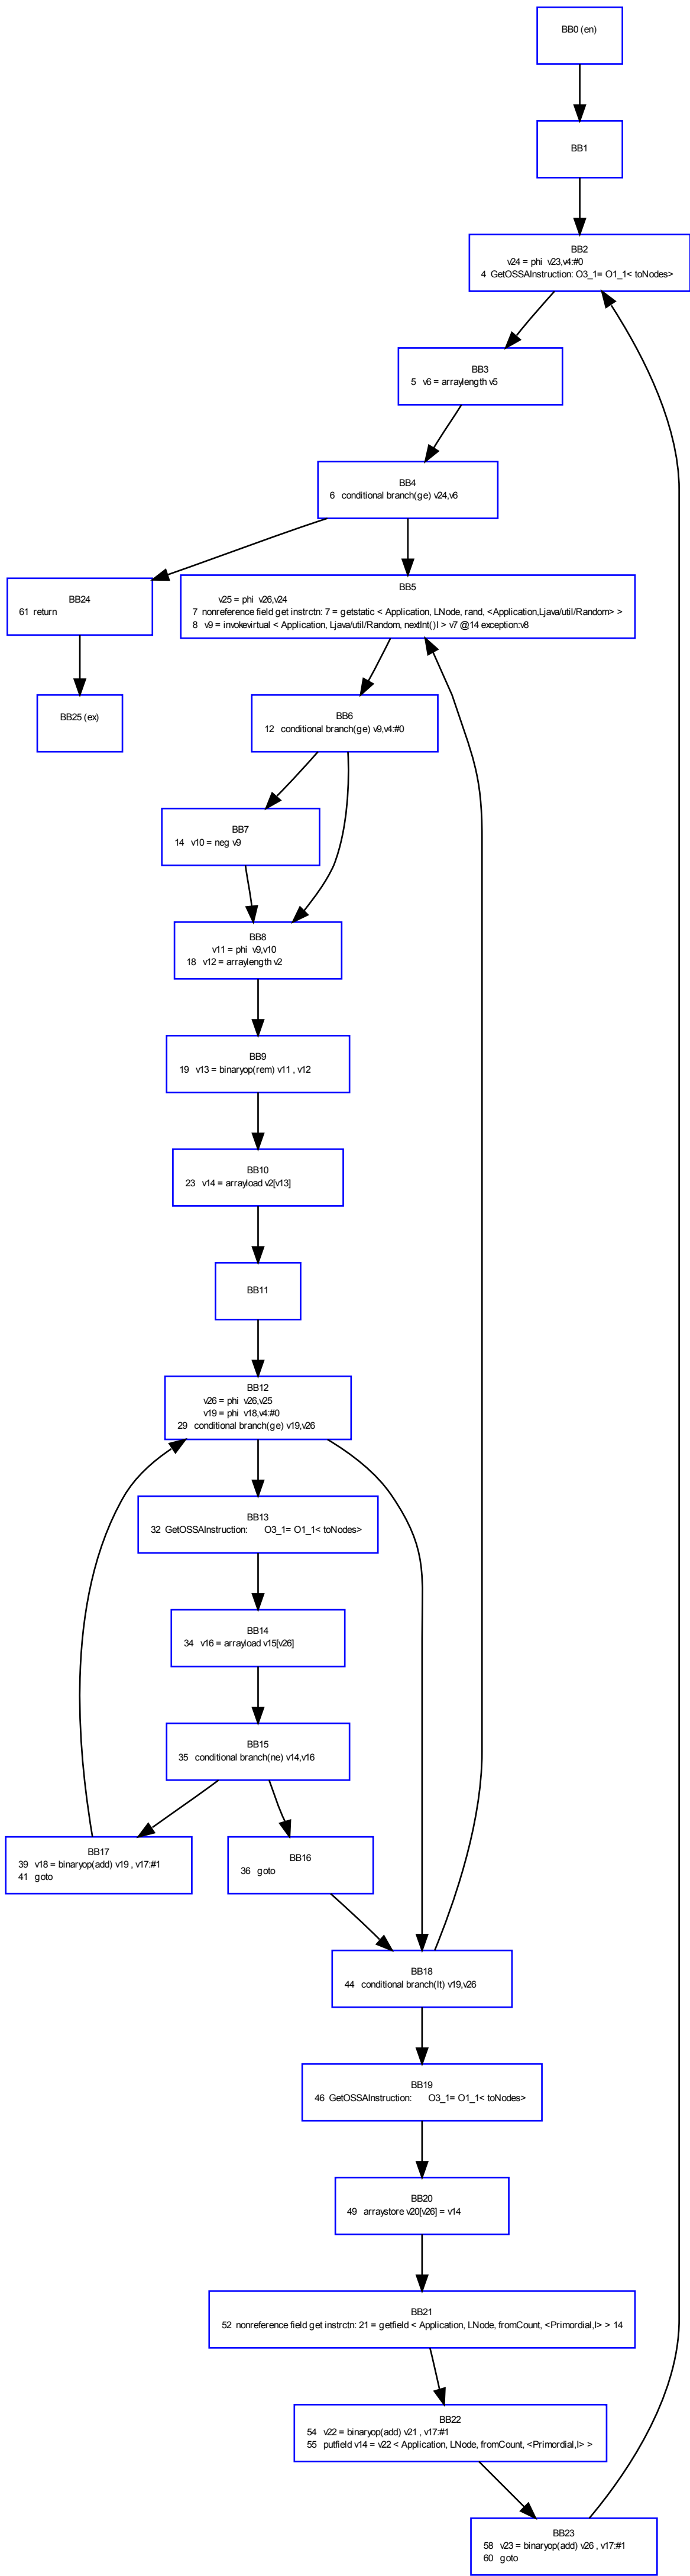 BB0 (en)
BB1
BB2
v24 = phi v23,v4:#0
4 GetOSSAInstruction: O3_1= O1_1< toNodes>
BB3
5 v6 = arraylength v5
BB4
6 conditional branch(ge) v24,v6
BB24
61 return
BB5
v25 = phi v26,v24
7 nonreference field get instrctn: 7 = getstatic < Application, LNode, rand, <Application,Ljava/util/Random> >
8 v9 = invokevirtual < Application, Ljava/util/Random, nextInt()I > v7 @14 exception:v8
BB25 (ex)
BB6
12 conditional branch(ge) v9,v4:#0
BB7
14 v10 = neg v9
BB8
v11 = phi v9,v10
18 v12 = arraylength v2
BB9
19 v13 = binaryop(rem) v11 , v12
BB10
23 v14 = arrayload v2[v13]
BB11
BB12
v26 = phi v26,v25
v19 = phi v18,v4:#0
29 conditional branch(ge) v19,v26
BB13
32 GetOSSAInstruction: O3_1= O1_1< toNodes>
BB14
34 v16 = arrayload v15[v26]
BB15
35 conditional branch(ne) v14,v16
BB17
39 v18 = binaryop(add) v19 , v17:#1
41 goto
BB16
36 goto
BB18
44 conditional branch(lt) v19,v26
BB19
46 GetOSSAInstruction: O3_1= O1_1< toNodes>
BB20
49 arraystore v20[v26] = v14
BB21
52 nonreference field get instrctn: 21 = getfield < Application, LNode, fromCount, <Primordial,I> > 14
BB22
54 v22 = binaryop(add) v21 , v17:#1
55 putfield v14 = v22 < Application, LNode, fromCount, <Primordial,I> >
BB23
58 v23 = binaryop(add) v26 , v17:#1
60 goto